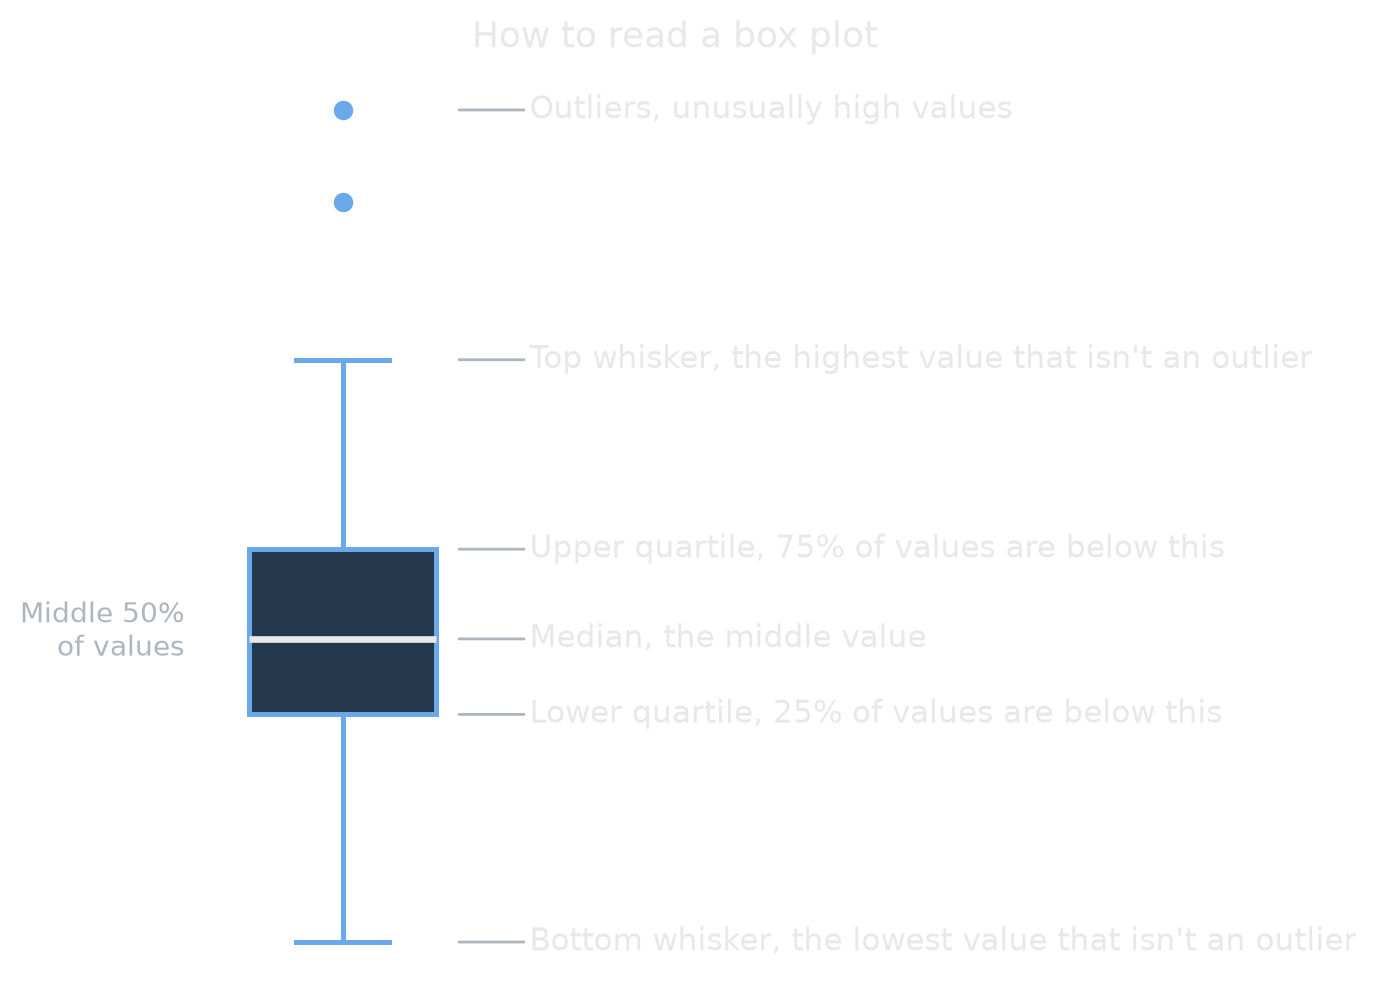 How to read a box plot
Outliers, unusually high values
Top whisker, the highest value that isn't an outlier
Upper quartile, 75% of values are below this
Middle 50%
of values
Median, the middle value
Lower quartile, 25% of values are below this
Bottom whisker, the lowest value that isn't an outlier